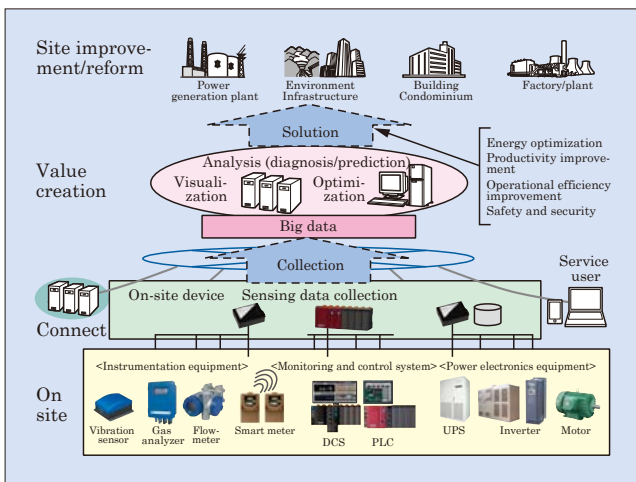 Site improve-
ment/reform
Power
generation plant
Environment
Infrastructure
Building
Condominium
Factory/plant
Solution
Energy optimization
Productivity improve-
ment
Operational efficiency
improvement
Safety and security
Value
creation
Analysis (diagnosis/prediction)
Visuali-
zation
Optimi-
zation
Big data
Collection
Service
user
Connect
On-site device
Sensing data collection
On
site
<Instrumentation equipment>
<Monitoring and control system>
<Power electronics equipment>
Vibration
sensor
Gas
analyzer
Flow-
meter
Smart meter
DCS
PLC
UPS
Inverter
Motor